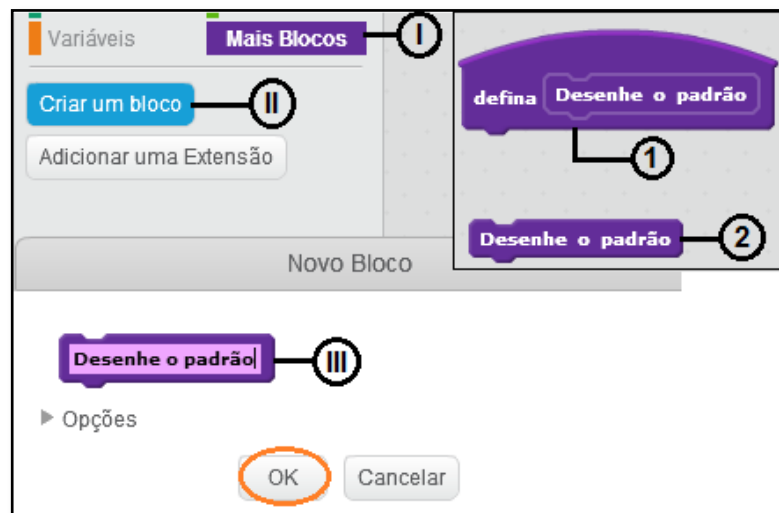 Variáveis
Mais Blocos
I
Criar um bloco
II
Adicionar uma Extensão
defina Desenhe o padrão
1
Desenhe o padrão
2
Novo Bloco
Desenhe o padrão
III
Opções
OK
Cancelar